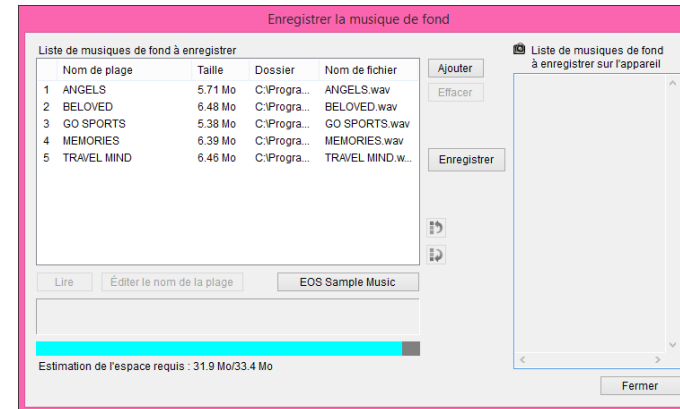 Enregistrer la musique de fond
Liste de musiques de fond à enregistrer
Nom de plage Taille Dossier Nom de fichier
1 ANGELS 5.71 Mo C:\Progra... ANGELS.wav
2 BELOVED 6.48 Mo C:\Progra... BELOVED.wav
3 GO SPORTS 5.38 Mo C:\Progra... GO SPORTS.wav
4 MEMORIES 6.39 Mo C:\Progra... MEMORIES.wav
5 TRAVEL MIND 6.46 Mo C:\Progra... TRAVEL MIND.w...
Ajouter
Effacer
Enregistrer
Lire Éditer le nom de la plage EOS Sample Music
Estimation de l'espace requis : 31.9 Mo/33.4 Mo
Liste de musiques de fond
à enregistrer sur l'appareil
Fermer